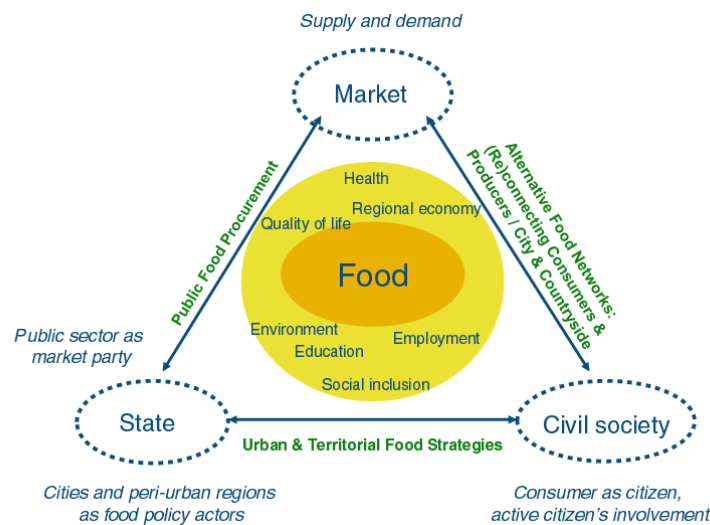 Supply and demand
Market
Public Food Procurement
Alternative Food Networks:
(Re)connecting Consumers &
Producers / City & Countryside
Health
Regional economy
Quality of life
Food
Environment
Employment
Education
Social inclusion
Public sector as
market party
State
Civil society
Urban & Territorial Food Strategies
Cities and peri-urban regions
as food policy actors
Consumer as citizen,
active citizen's involvement